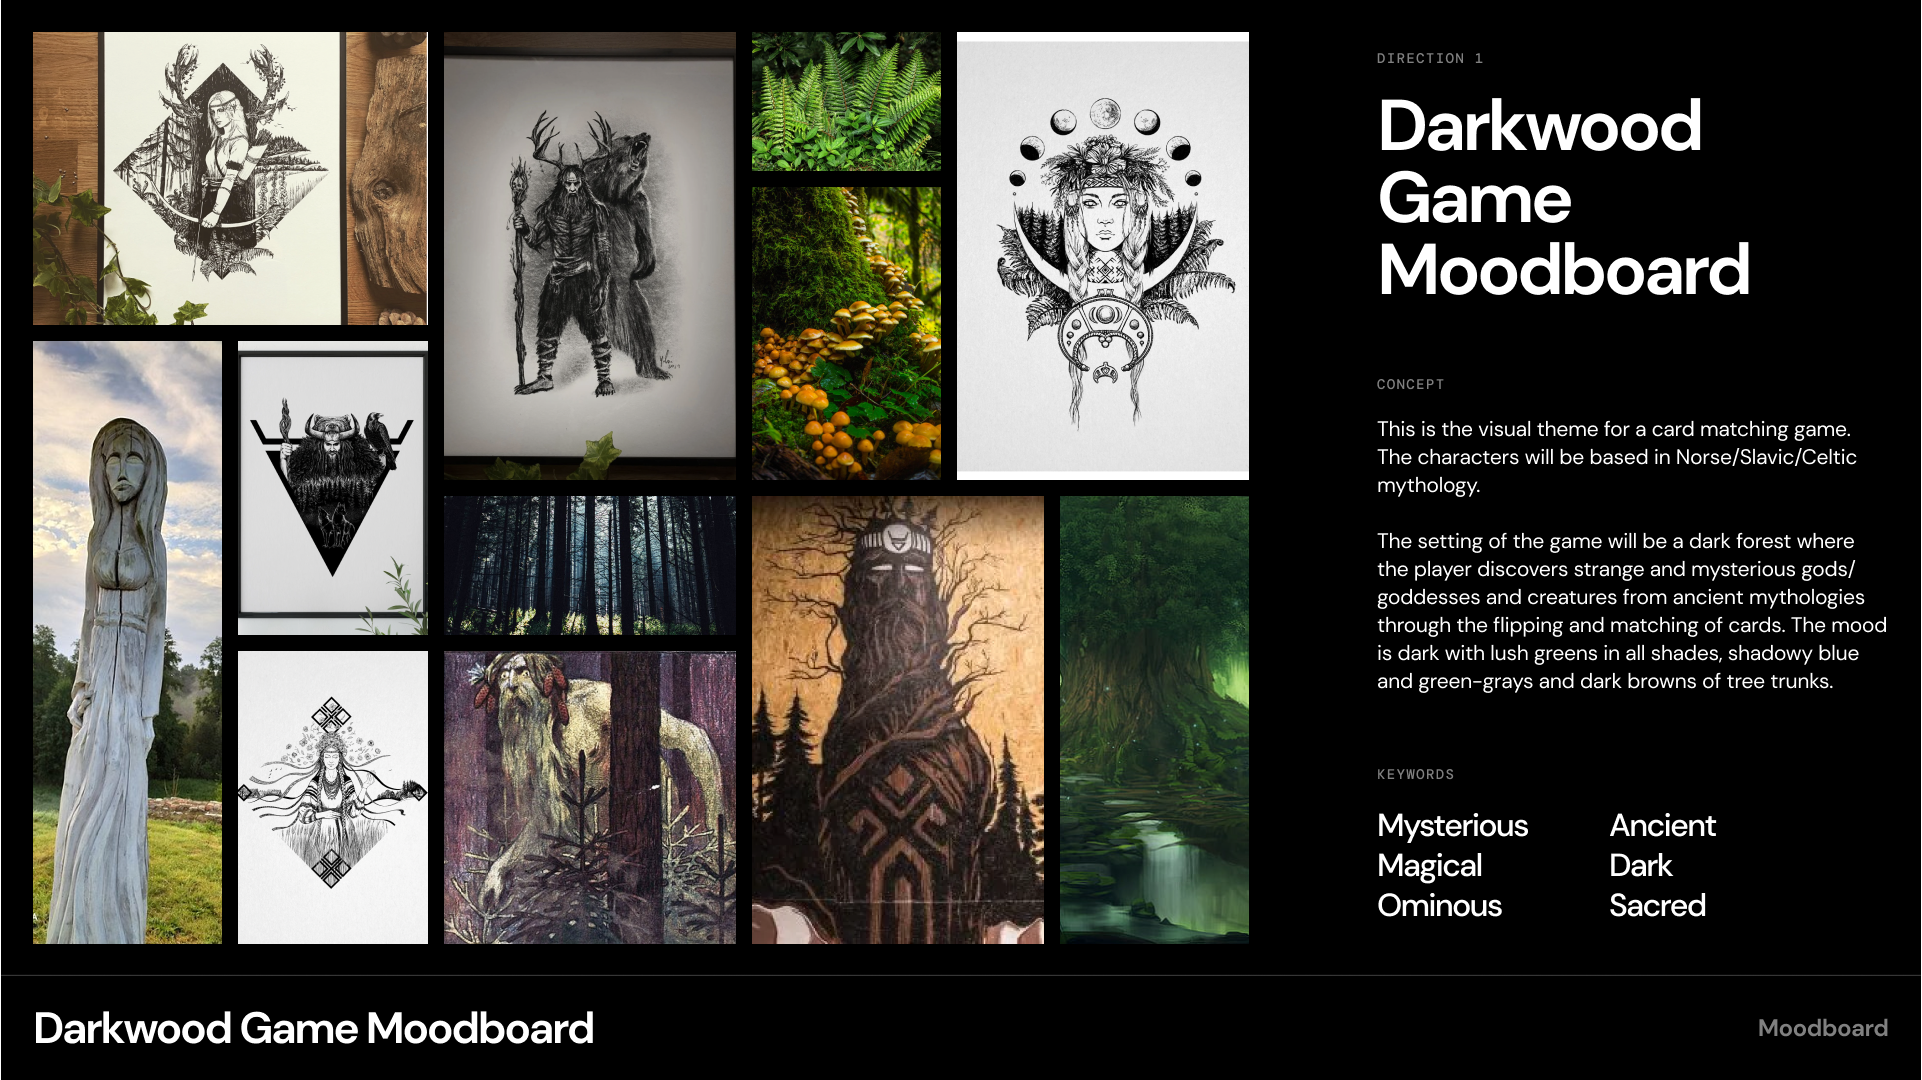 DIRECTION 1
Darkwood
Game
Moodboard
CONCEPT
This is the visual theme for a card matching game.
The characters will be based in Norse/Slavic/Celtic
mythology.
The setting of the game will be a dark forest where
the player discovers strange and mysterious gods/
goddesses and creatures from ancient mythologies
through the flipping and matching of cards. The mood
is dark with lush greens in all shades, shadowy blue
and green-grays and dark browns of tree trunks.
KEYWORDS
Mysterious
Magical
Ominous
Ancient
Dark
Sacred
Darkwood Game Moodboard
Moodboard